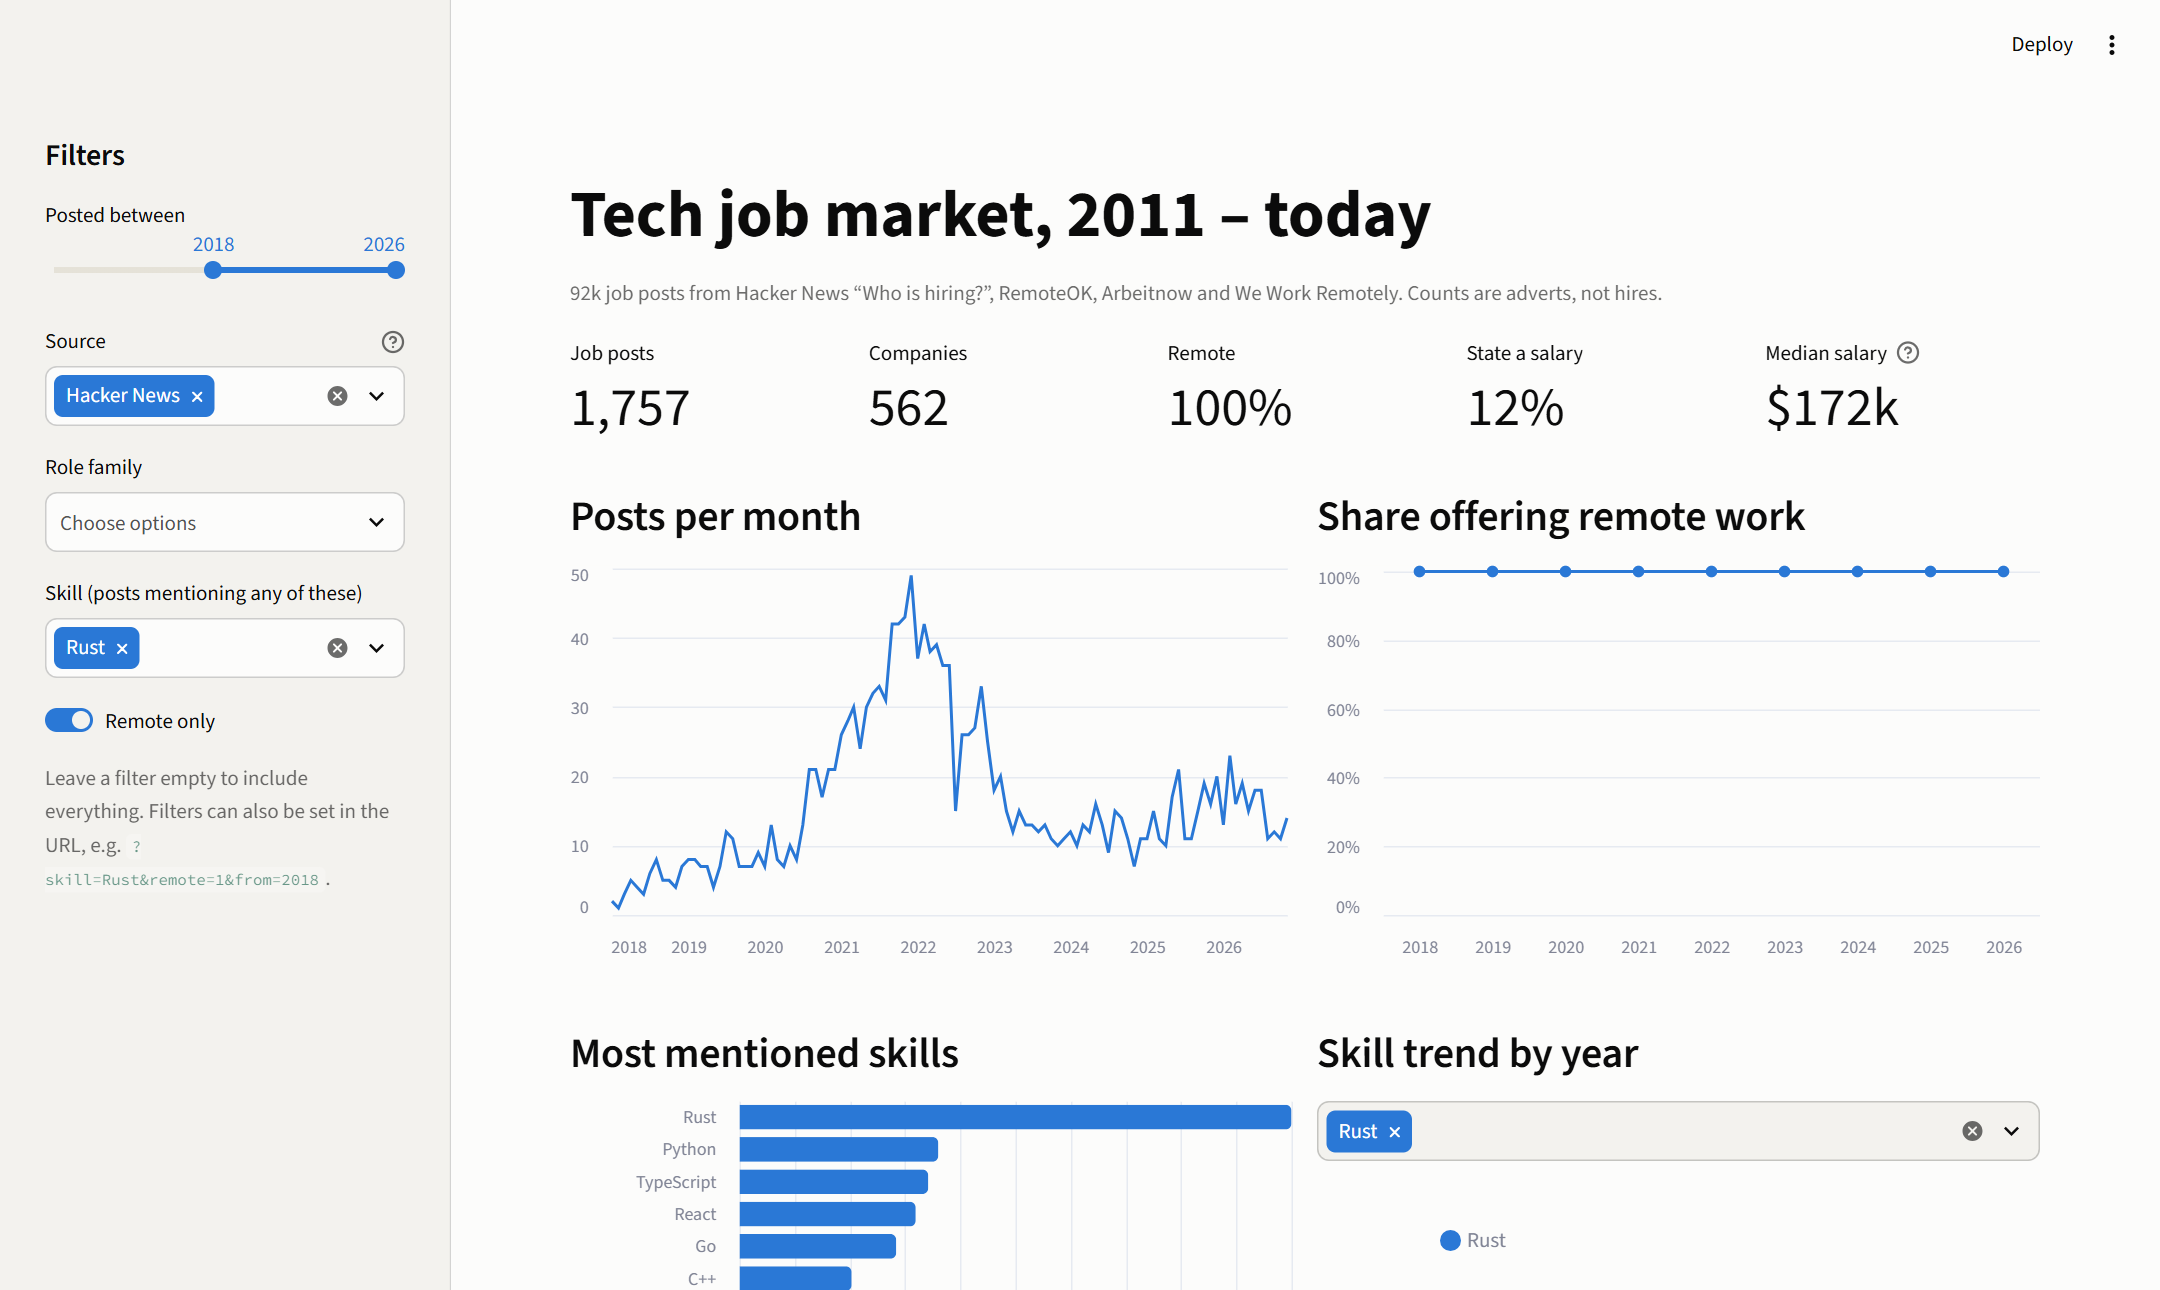 Deploy
Filters
Posted between
2018 2026
Source
Hacker News
Role family
Choose options
Skill (posts mentioning any of these)
Rust
Remote only
Leave a filter empty to include
everything. Filters can also be set in the
URL, e.g. ?
skill=Rust&remote=1&from=2018 .
Tech job market, 2011 – today
92k job posts from Hacker News “Who is hiring?”, RemoteOK, Arbeitnow and We Work Remotely. Counts are adverts, not hires.
Job posts
1,757
Companies
562
Remote
100%
State a salary
12%
Median salary
$172k
Posts per month
50
40
30
20
10
0
2018 2019 2020 2021 2022 2023 2024 2025 2026
Share offering remote work
100%
80%
60%
40%
20%
0%
2018 2019 2020 2021 2022 2023 2024 2025 2026
Most mentioned skills
Rust
Python
TypeScript
React
Go
C++
Skill trend by year
Rust
Rust